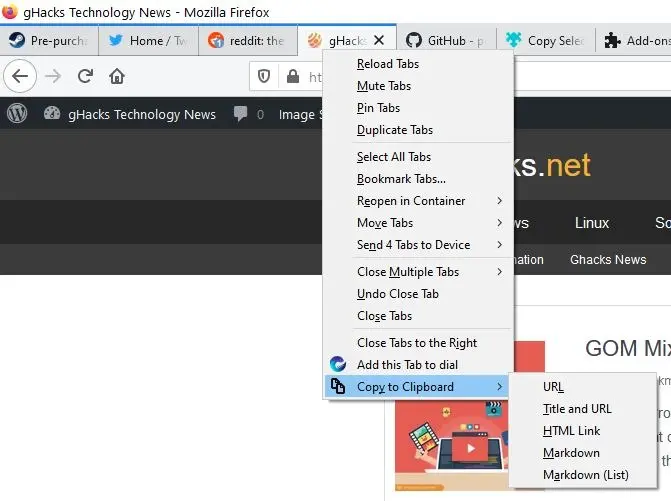 gHacks Technology News - Mozilla Firefox
Pre-purcha
Home / Tw
reddit: the
gHacks
GitHub - p
Copy Selec
Add-ons
gHacks Technology News
0
Image S
ks.net
ws
Linux
So
mation
Ghacks News
Reload Tabs
Mute Tabs
Pin Tabs
Duplicate Tabs
Select All Tabs
Bookmark Tabs...
Reopen in Container
Move Tabs
Send 4 Tabs to Device
Close Multiple Tabs
Undo Close Tab
Close Tabs
Close Tabs to the Right
Add this Tab to dial
Copy to Clipboard
URL
Title and URL
HTML Link
Markdown
Markdown (List)
GOM Mix